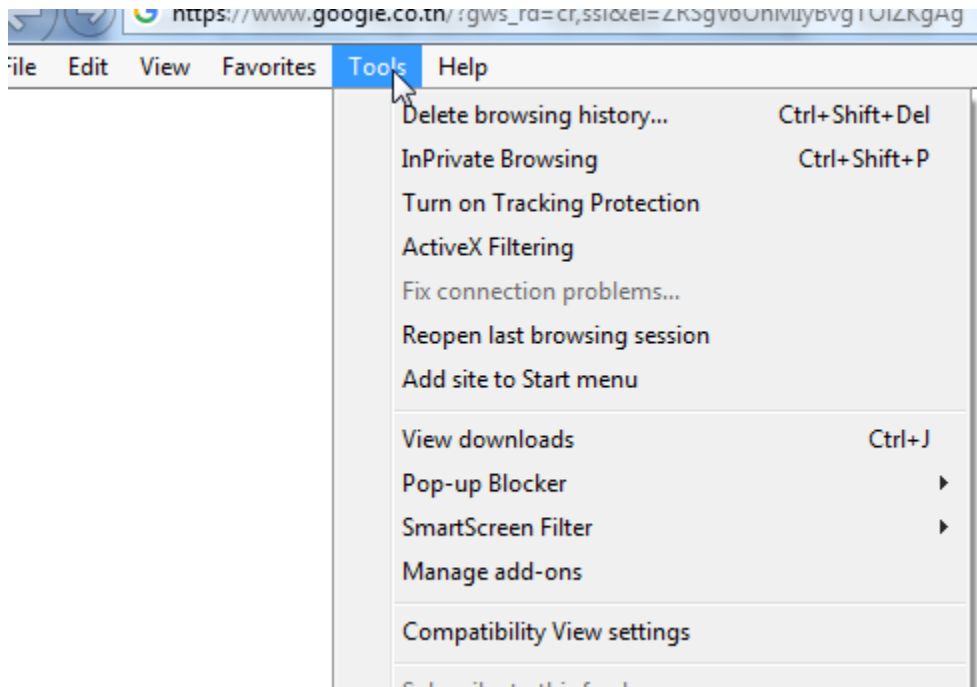 https://www.google.co.th/?gws_rd=cr,ssl&ei=
File Edit View Favorites Tools Help
Delete browsing history... Ctrl+Shift+Del
InPrivate Browsing Ctrl+Shift+P
Turn on Tracking Protection
ActiveX Filtering
Fix connection problems...
Reopen last browsing session
Add site to Start menu
View downloads Ctrl+J
Pop-up Blocker
SmartScreen Filter
Manage add-ons
Compatibility View settings